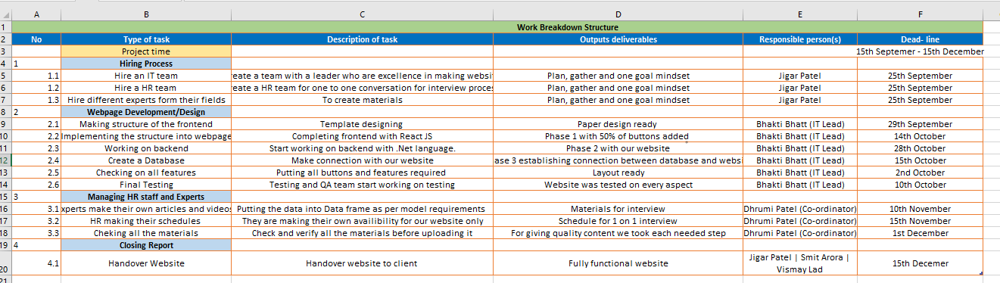 A B C D E F
1 Work Breakdown Structure
2 No Type of task Description of task Outputs deliverables Responsible person(s) Dead- line
3 Project time 15th Septemer - 15th December
4 1 Hiring Process
5 1.1 Hire an IT team reate a team with a leader who are excellence in making websi Plan, gather and one goal mindset Jigar Patel 25th September
6 1.2 Hire a HR team reate a HR team for one to one conversation for interview proces Plan, gather and one goal mindset Jigar Patel 25th September
7 1.3 Hire different experts form their fields To create materials Plan, gather and one goal mindset Jigar Patel 25th September
8 2 Webpage Development/Design
9 2.1 Making structure of the frontend Template designing Paper design ready Bhakti Bhatt (IT Lead) 29th September
10 2.2 Implementing the structure into webpage Completing frontend with React JS Phase 1 with 50% of buttons added Bhakti Bhatt (IT Lead) 14th October
11 2.3 Working on backend Start working on backend with .Net language. Phase 2 with our website Bhakti Bhatt (IT Lead) 28th October
12 2.4 Create a Database Make connection with our website ase 3 establishing connection between database and websi Bhakti Bhatt (IT Lead) 15th October
13 2.5 Checking on all features Putting all buttons and features required Layout ready Bhakti Bhatt (IT Lead) 2nd October
14 2.6 Final Testing Testing and QA team start working on testing Website was tested on every aspect Bhakti Bhatt (IT Lead) 10th October
15 3 Managing HR staff and Experts
16 3.1 xperts make their own articles and videos Putting the data into Data frame as per model requirements Materials for interview Dhrumi Patel (Co-ordinator) 10th November
17 3.2 HR making their schedules They are making their own availibility for our website only Schedule for 1 on 1 interview Dhrumi Patel (Co-ordinator) 15th November
18 3.3 Cheking all the materials Check and verify all the materials before uploading it For giving quality content we took each needed step Dhrumi Patel (Co-ordinator) 1st December
19 4 Closing Report
20 4.1 Handover Website Handover website to client Fully functional website Jigar Patel | Smit Arora | 15th Decemer
Vismay Lad
21